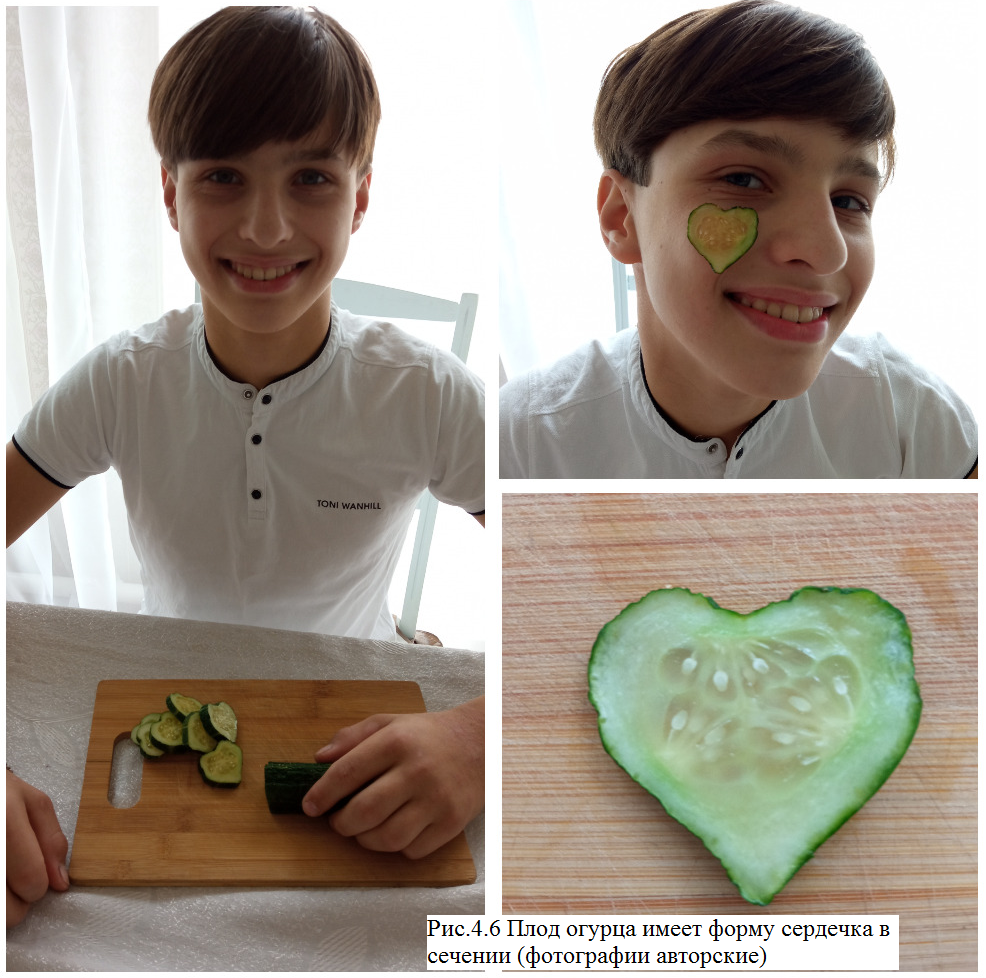 TONI WANHILL
Рис.4.6 Плод огурца имеет форму сердечка в
сечении (фотографии авторские)